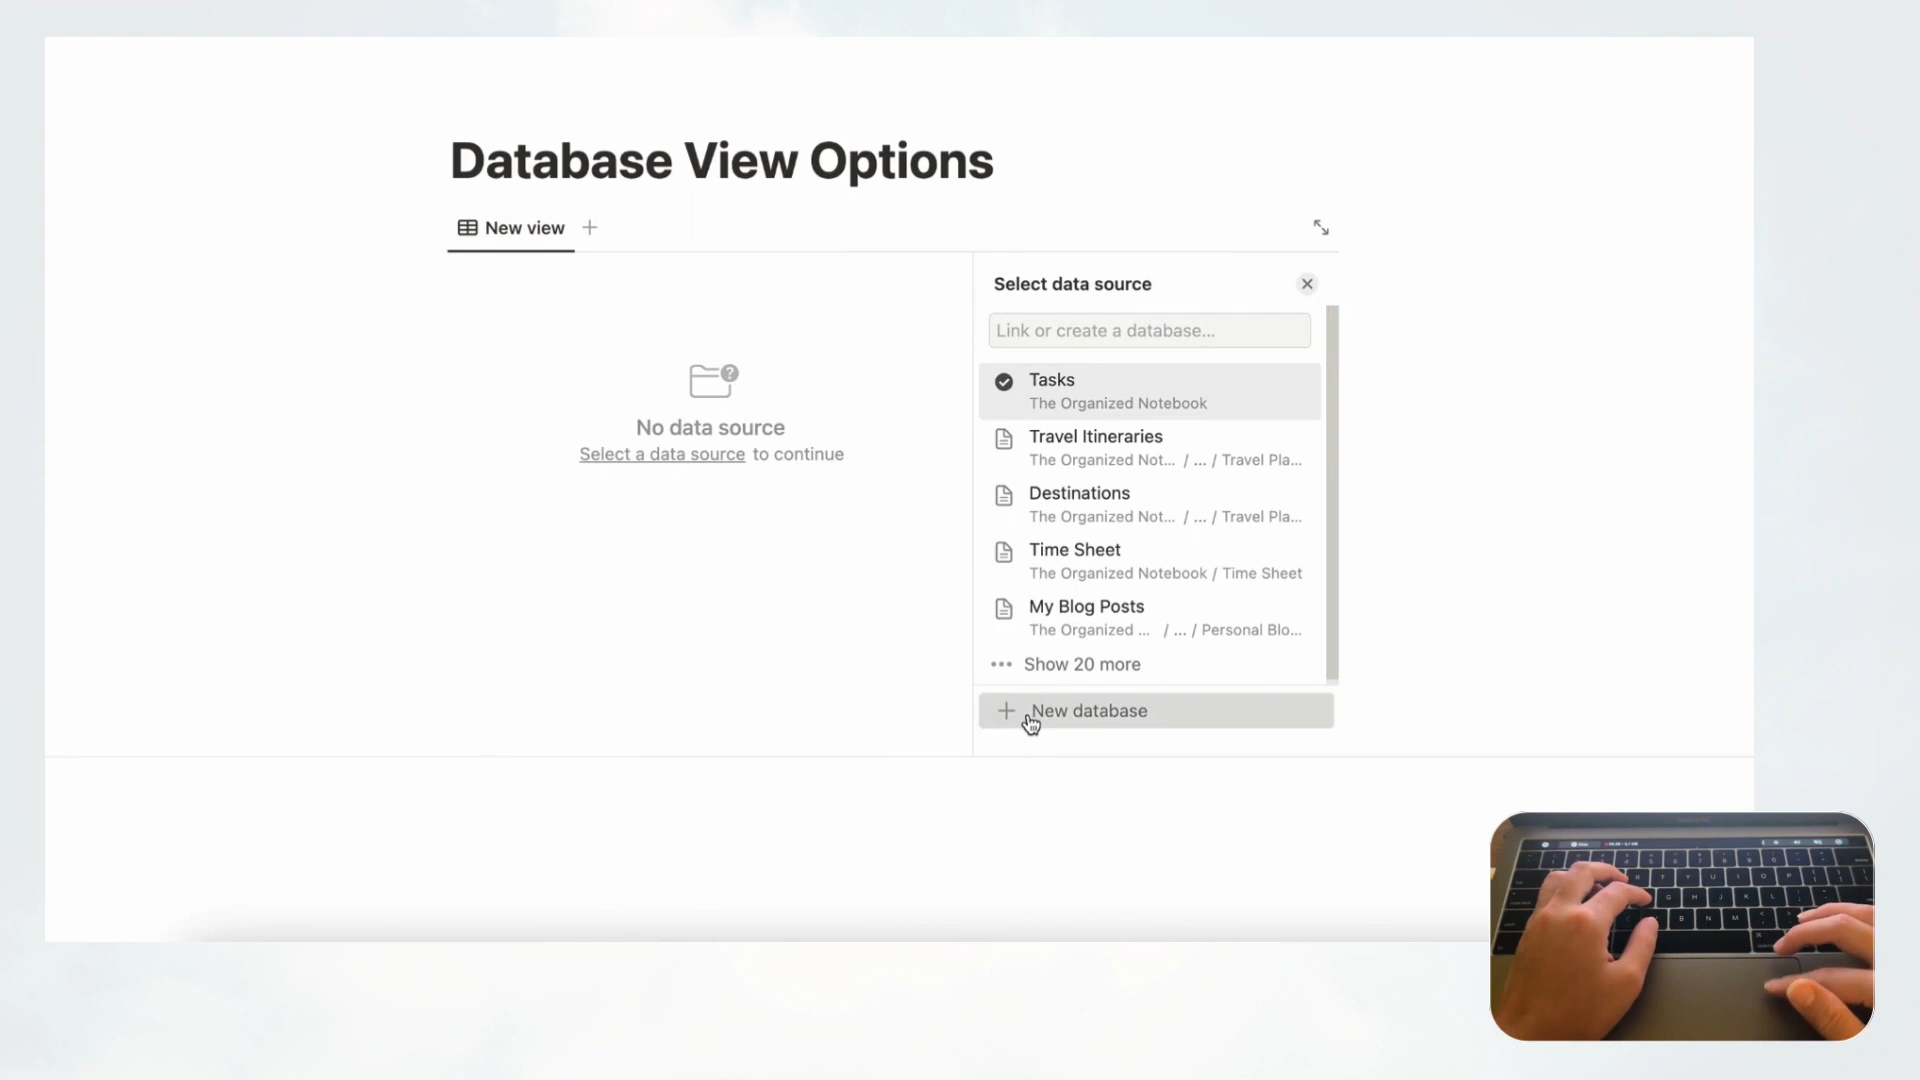 Database View Options
New view
Select data source
Link or create a database...
Tasks
The Organized Notebook
Travel Itineraries
The Organized Not... / ... / Travel Pla...
Destinations
The Organized Not... / ... / Travel Pla...
Time Sheet
The Organized Notebook / Time Sheet
My Blog Posts
The Organized ... / ... / Personal Blo...
Show 20 more
New database
No data source
Select a data source to continue